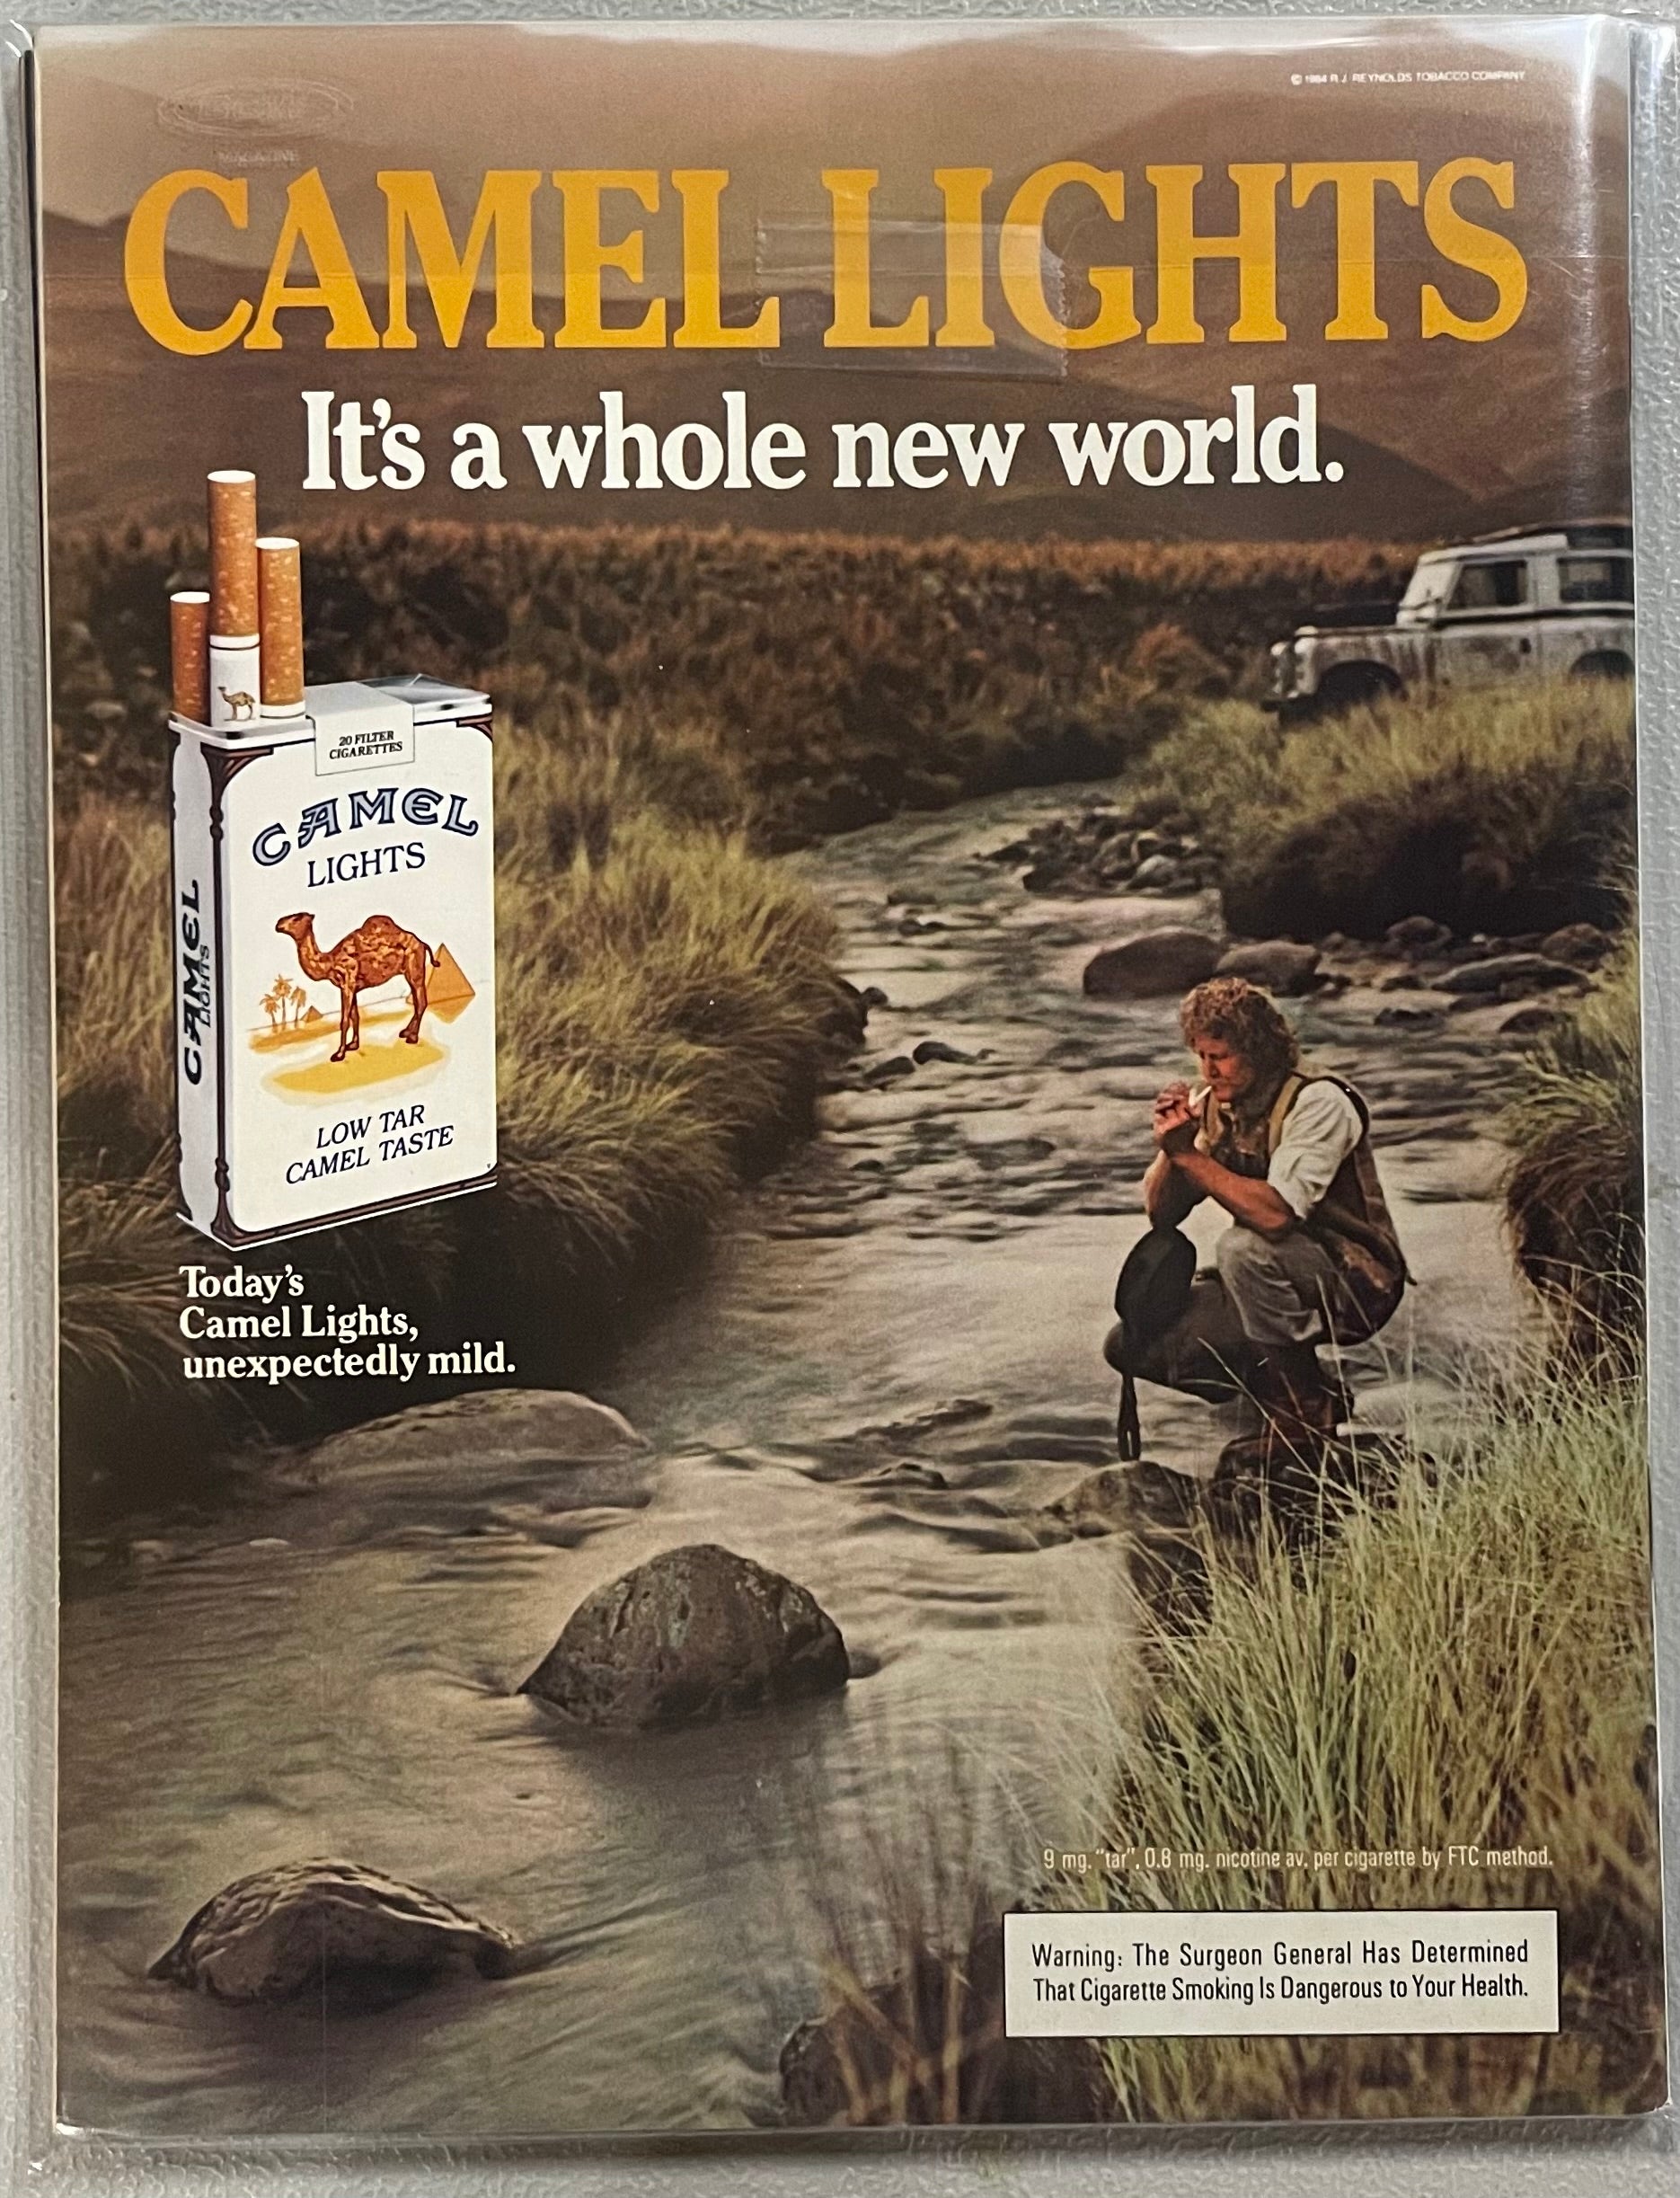 © 1984 R.J. REYNOLDS TOBACCO COMPANY
MAGAZINE
CAMEL LIGHTS
It's a whole new world.
20 FILTER
CIGARETTES
CAMEL
LIGHTS
CAMEL
LIGHTS
LOW TAR
CAMEL TASTE
Today's
Camel Lights,
unexpectedly mild.
9 mg. "tar", 0.8 mg. nicotine av. per cigarette by FTC method.
Warning: The Surgeon General Has Determined
That Cigarette Smoking Is Dangerous to Your Health.